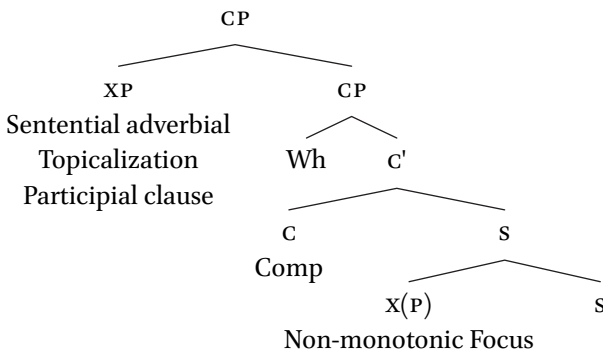 CP
XP CP
Sentential adverbial
Topicalization Wh C'
Participial clause
C S
Comp
X(P) S
Non-monotonic Focus